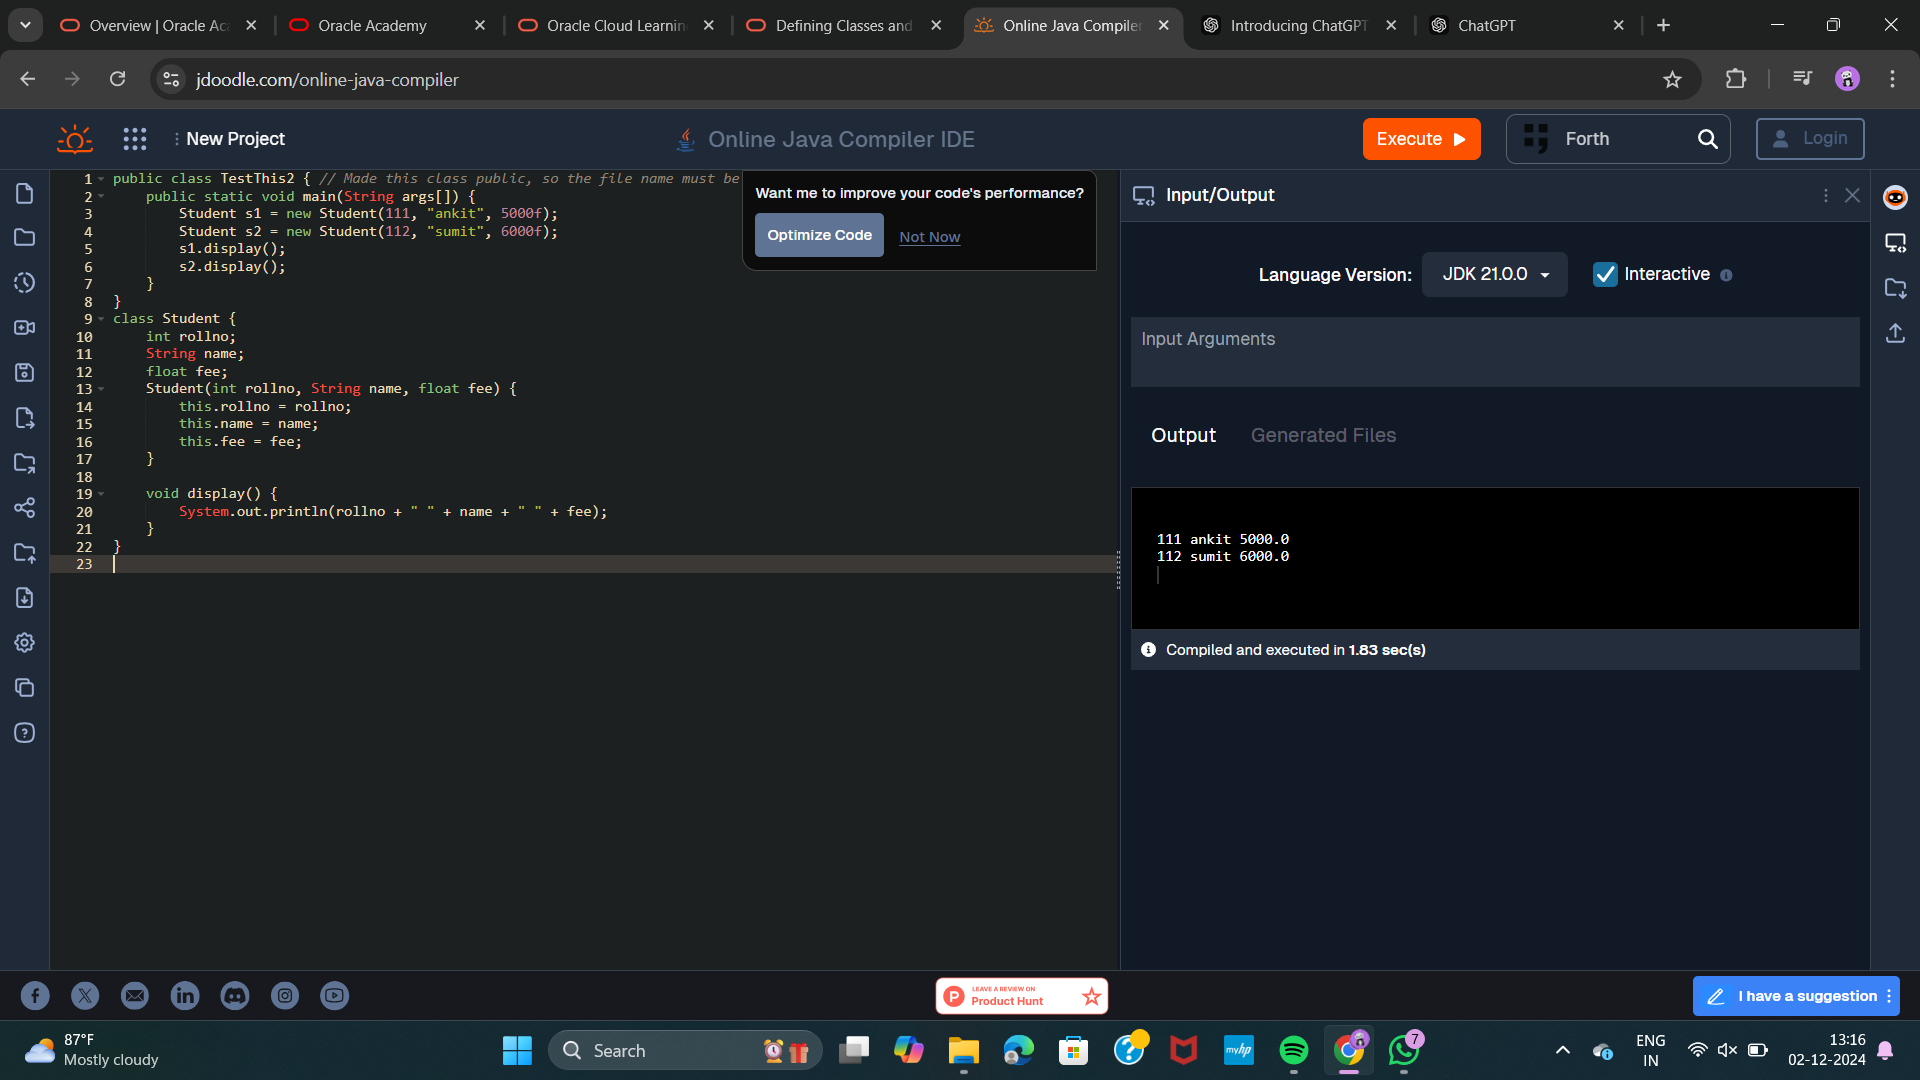 Overview | Oracle Ac
Oracle Academy
Oracle Cloud Learnin
Defining Classes and
Online Java Compiler
Introducing ChatGPT
ChatGPT
jdoodle.com/online-java-compiler
New Project
Online Java Compiler IDE
Execute
Forth
Login
1 public class TestThis2 { // Made this class public, so the file name must be
2 public static void main(String args[]) {
3 Student s1 = new Student(111, "ankit", 5000f);
4 Student s2 = new Student(112, "sumit", 6000f);
5 s1.display();
6 s2.display();
7 }
8 }
9 class Student {
10 int rollno;
11 String name;
12 float fee;
13 Student(int rollno, String name, float fee) {
14 this.rollno = rollno;
15 this.name = name;
16 this.fee = fee;
17 }
18
19 void display() {
20 System.out.println(rollno + " " + name + " " + fee);
21 }
22 }
23
Want me to improve your code's performance?
Optimize Code Not Now
Input/Output
Language Version: JDK 21.0.0 Interactive
Input Arguments
Output Generated Files
111 ankit 5000.0
112 sumit 6000.0
Compiled and executed in 1.83 sec(s)
LEAVE A REVIEW ON
Product Hunt
I have a suggestion
87°F
Mostly cloudy
Search
myhp
7
ENG
IN
13:16
02-12-2024